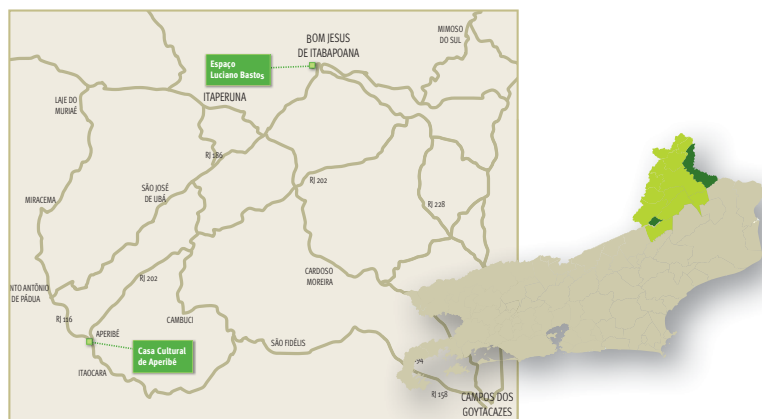 MIMOSO
DO SUL
BOM JESUS
DE ITABAPOANA
Espaço
Luciano Bastos
ITAPERUNA
LAJE DO
MURIAÉ
RJ 186
RJ 202
SÃO JOSÉ
DE UBÁ
MIRACEMA
RJ 228
RJ 202
CARDOSO
MOREIRA
NTO ANTÔNIO
DE PÁDUA
RJ 116
CAMBUCI
APERIBÉ
SÃO FIDÉLIS
Casa Cultural
de Aperibê
ITAOCARA
RJ 158
CAMPOS DOS
GOYTACAZES